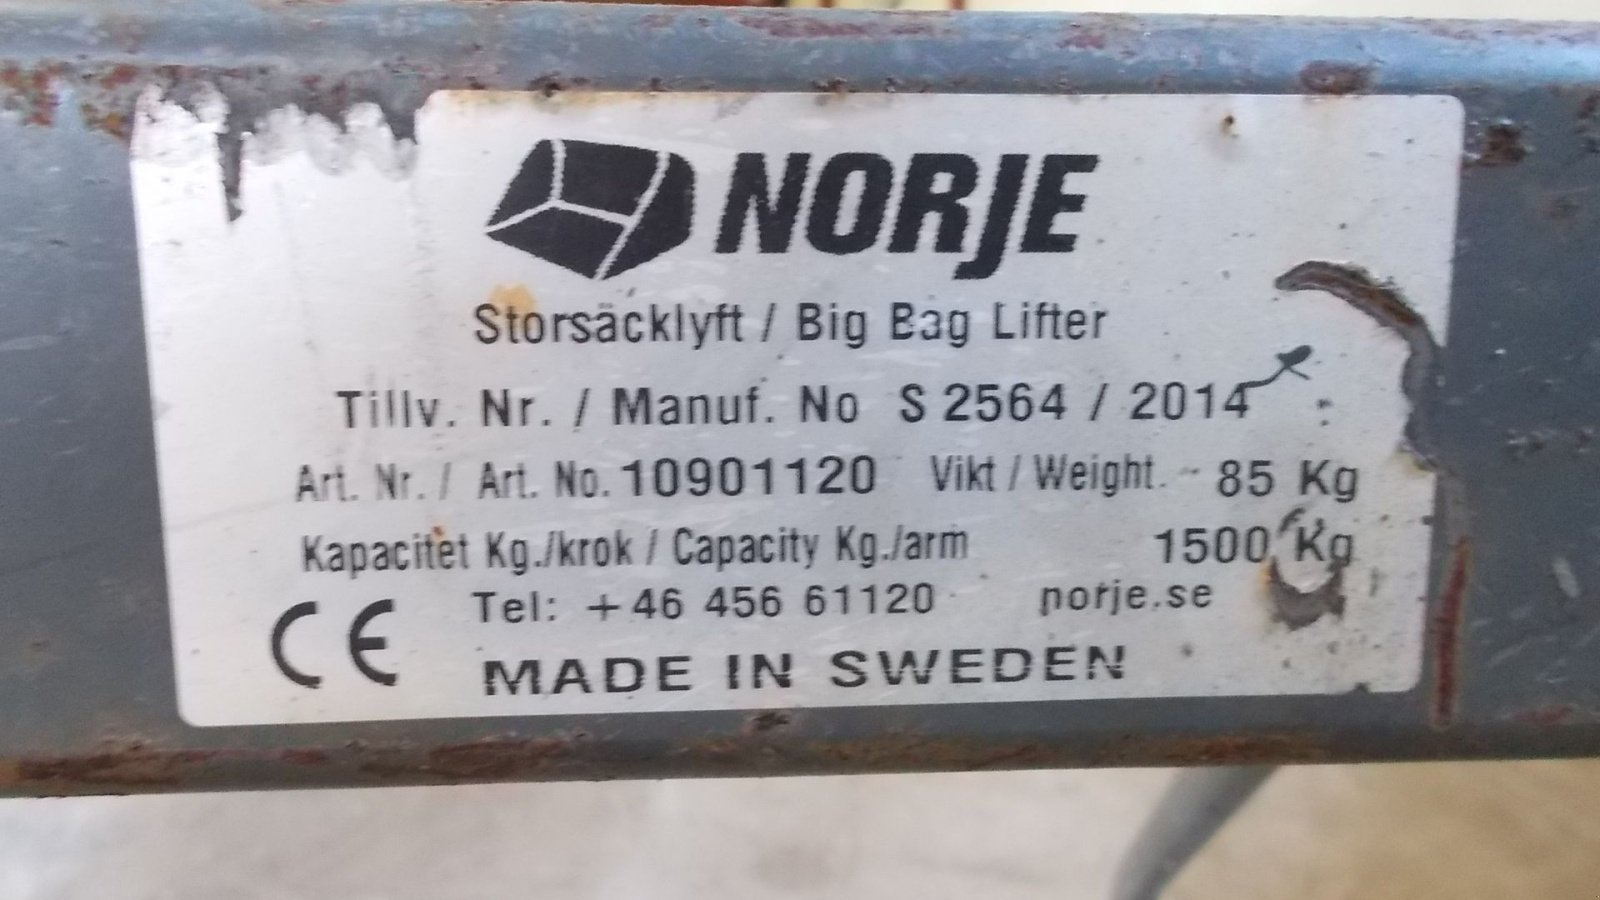 NORJE
Storsäcklyft / Big Bag Lifter
Tillv. Nr. / Manuf. No S 2564 / 2014
Art. Nr. / Art. No. 10901120 Vikt / Weight. 85 Kg
Kapacitet Kg./krok / Capacity Kg./arm 1500 Kg
Tel: +46 456 61120 norje.se
CE MADE IN SWEDEN